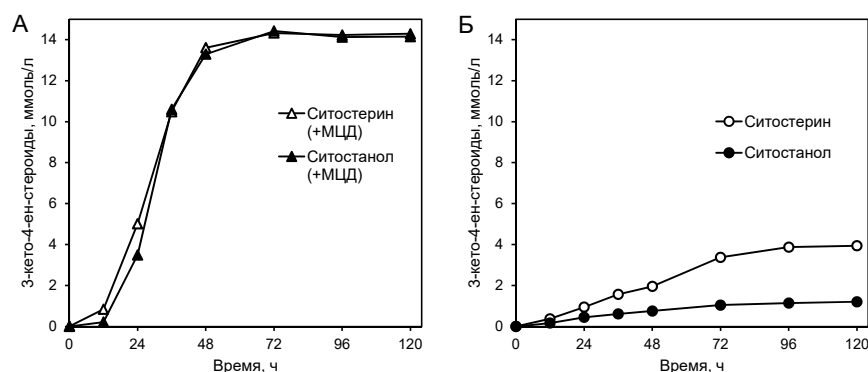 А
3-кето-4-ен-стероиды, ммоль/л
14
12
10
8
6
4
2
0
Ситостерин
(+МЦД)
Ситостанол
(+МЦД)
0 24 48 72 96 120
Время, ч
Б
3-кето-4-ен-стероиды, ммоль/л
14
12
10
8
6
4
2
0
Ситостерин
Ситостанол
0 24 48 72 96 120
Время, ч